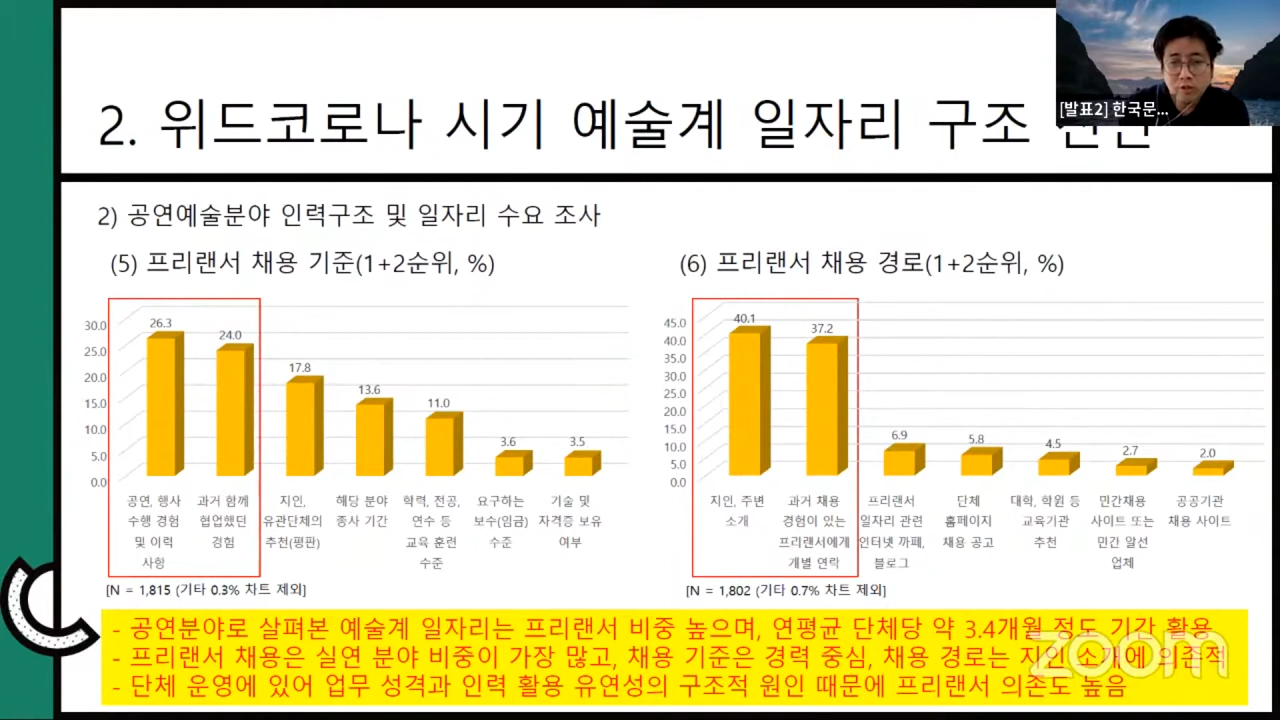 [발표2] 한국문...
2. 위드코로나 시기 예술계 일자리 구조
2) 공연예술분야 인력구조 및 일자리 수요 조사
(5) 프리랜서 채용 기준(1+2순위, %)
30.0
25.0
20.0
15.0
10.0
5.0
0.0
26.3
24.0
17.8
13.6
11.0
3.6
3.5
공연, 행사
수행 경험
및 이력
사항
과거 함께
협업했던
경험
지인,
유관단체의
추천(평판)
해당 분야
종사 기간
학력, 전공,
연수 등
교육 훈련
수준
요구하는
보수(임금)
수준
기술 및
자격증 보유
여부
[N = 1,815 (기타 0.3% 차트 제외]
(6) 프리랜서 채용 경로(1+2순위, %)
45.0
40.0
35.0
30.0
25.0
20.0
15.0
10.0
5.0
0.0
40.1
37.2
6.9
5.8
4.5
2.7
2.0
지인, 주변
소개
과거 채용
경험이 있는
프리랜서에게
개별 연락
프리랜서
일자리 관련
인터넷 까페,
블로그
단체
홈페이지
채용 공고
대학, 학원 등
교육기관
추천
민간채용
사이트 또는
민간 알선
업체
공공기관
채용 사이트
[N = 1,802 (기타 0.7% 차트 제외]
- 공연분야로 살펴본 예술계 일자리는 프리랜서 비중 높으며, 연평균 단체당 약 3.4개월 정도 기간 활용
- 프리랜서 채용은 실연 분야 비중이 가장 많고, 채용 기준은 경력 중심, 채용 경로는 지인 소개에 의존적
- 단체 운영에 있어 업무 성격과 인력 활용 유연성의 구조적 원인 때문에 프리랜서 의존도 높음
zoom